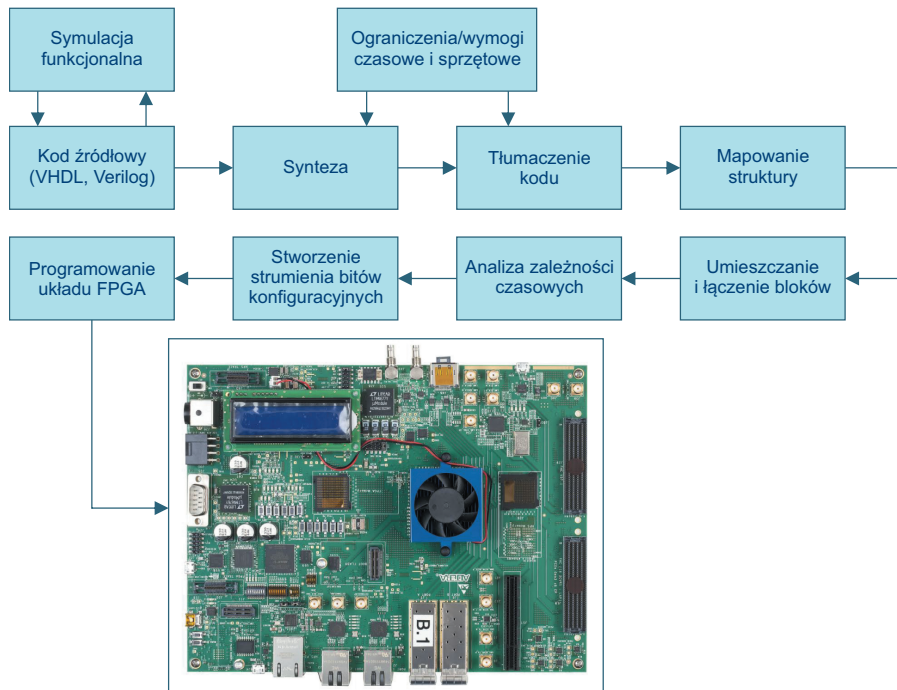 Symulacja
funkcjonalna
Ograniczenia/wymogi
czasowe i sprzętowe
Kod źródłowy
(VHDL, Verilog)
Synteza
Tłumaczenie
kodu
Mapowanie
struktury
Programowanie
układu FPGA
Stworzenie
strumienia bitów
konfiguracyjnych
Analiza zależności
czasowych
Umieszczanie
i łączenie bloków
B.1